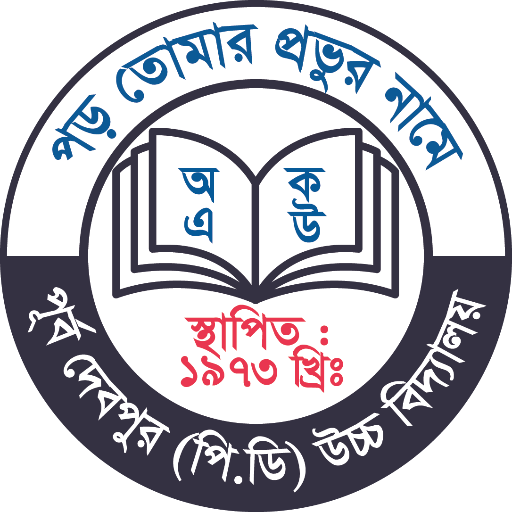 পড় তোমার প্রভুর নামে
অ ক
এ উ
স্থাপিত :
১৯৭৩ খ্রিঃ
পূর্ব দেবপুর (পি.ডি) উচ্চ বিদ্যালয়